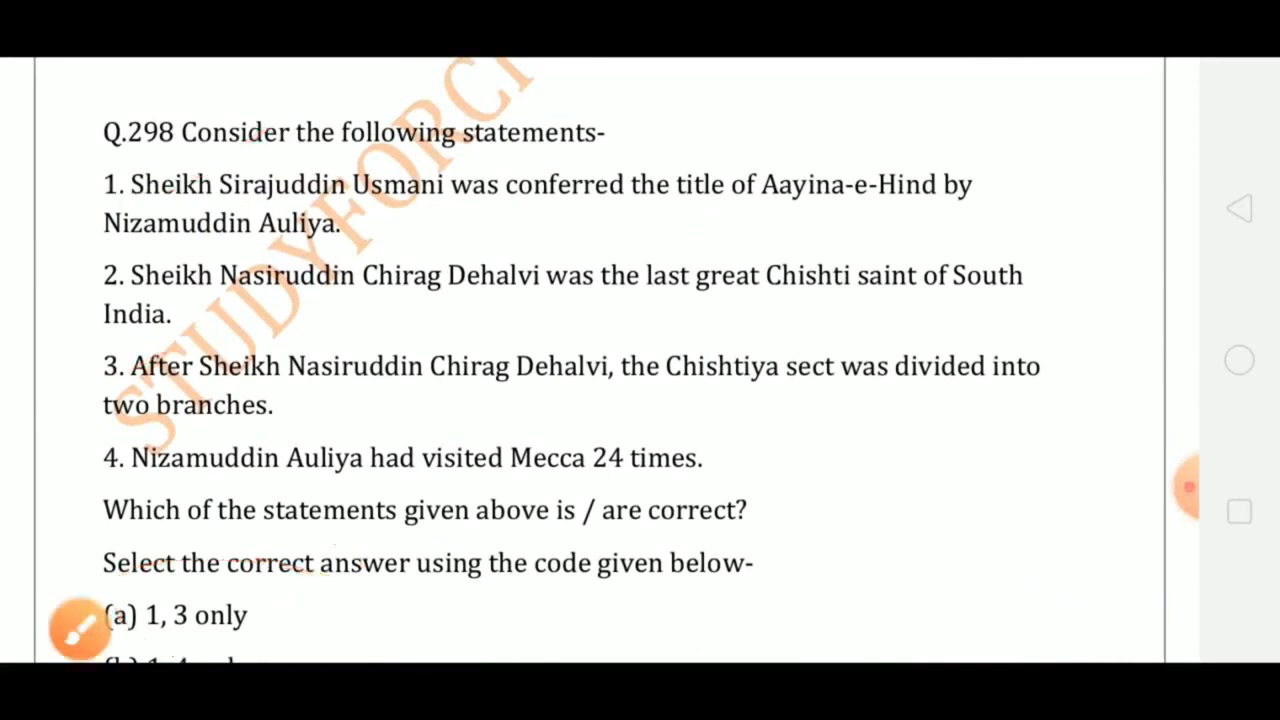 Q.298 Consider the following statements-
1. Sheikh Sirajuddin Usmani was conferred the title of Aayina-e-Hind by
Nizamuddin Auliya.
2. Sheikh Nasiruddin Chirag Dehalvi was the last great Chishti saint of South
India.
3. After Sheikh Nasiruddin Chirag Dehalvi, the Chishtiya sect was divided into
two branches.
4. Nizamuddin Auliya had visited Mecca 24 times.
Which of the statements given above is / are correct?
Select the correct answer using the code given below-
(a) 1, 3 only